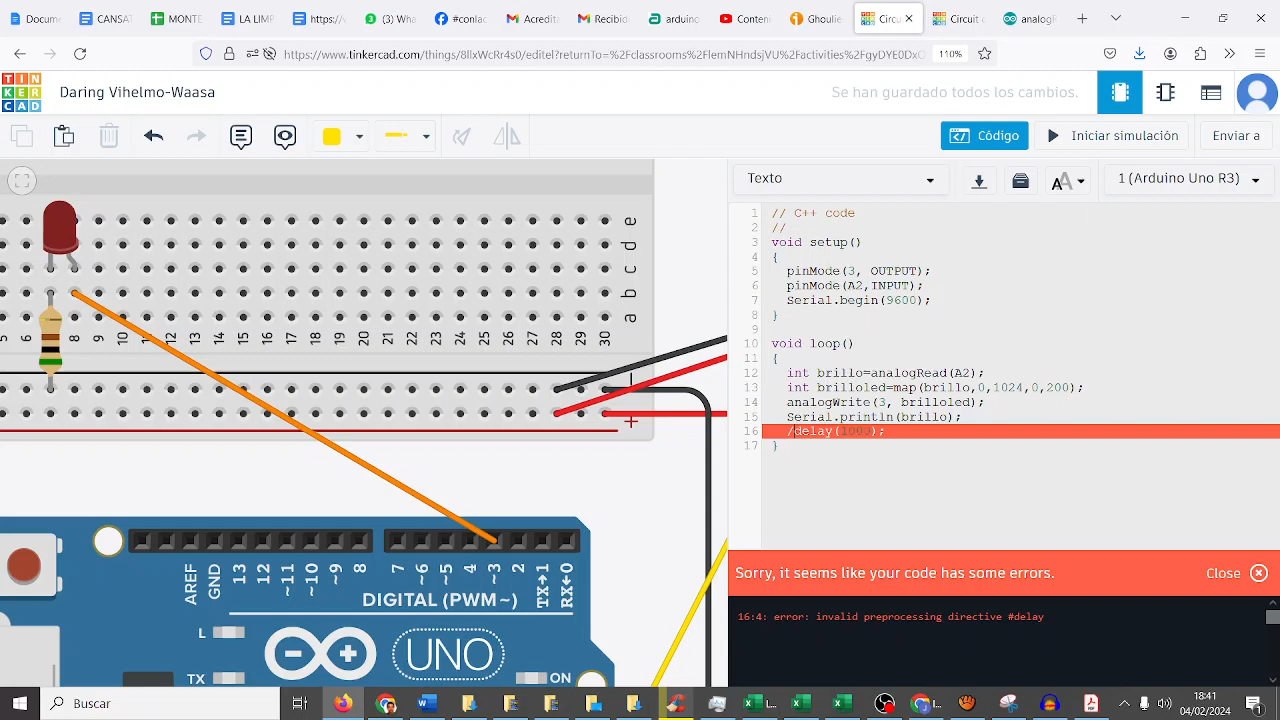 Docume
CANSAT
MONTE
LA LIMP
https:/
(3) Wha
#coniac
Acredita
Recibid
arduino
Conten
Ghoulie
Circu
Circuit c
analogR
https://www.tinkercad.com/things/8llxWcr4s0/editel?returnTo=%2Fclassrooms%2FlemNHndsjVU%2Factivities%2FgyDYE0DxO
110%
TIN
KER
CAD
Daring Vihelmo-Waasa
Se han guardado todos los cambios.
Código
Iniciar simulación
Enviar a
Texto
AA
1 (Arduino Uno R3)
1 // C++ code
2 //
3 void setup()
4 {
5 pinMode(3, OUTPUT);
6 pinMode(A2,INPUT);
7 Serial.begin(9600);
8 }
9
10 void loop()
11 {
12 int brillo=analogRead(A2);
13 int brilloled=map(brillo,0,1024,0,200);
14 analogWrite(3, brilloled);
15 Serial.println(brillo);
16 /delay(1000);
17 }
e
d
c
b
a
5 6 8 9 10 11 12 13 14 15 16 17 18 19 20 21 22 23 24 25 26 27 28 29 30
AREF GND 13 12 ~11 ~10 ~9 8 7 ~6 ~5 4 ~3 2 TX→1 RX←0
DIGITAL (PWM~)
L
TX
UNO
ON
Sorry, it seems like your code has some errors.
Close
16:4: error: invalid preprocessing directive #delay
Buscar
18:41
04/02/2024